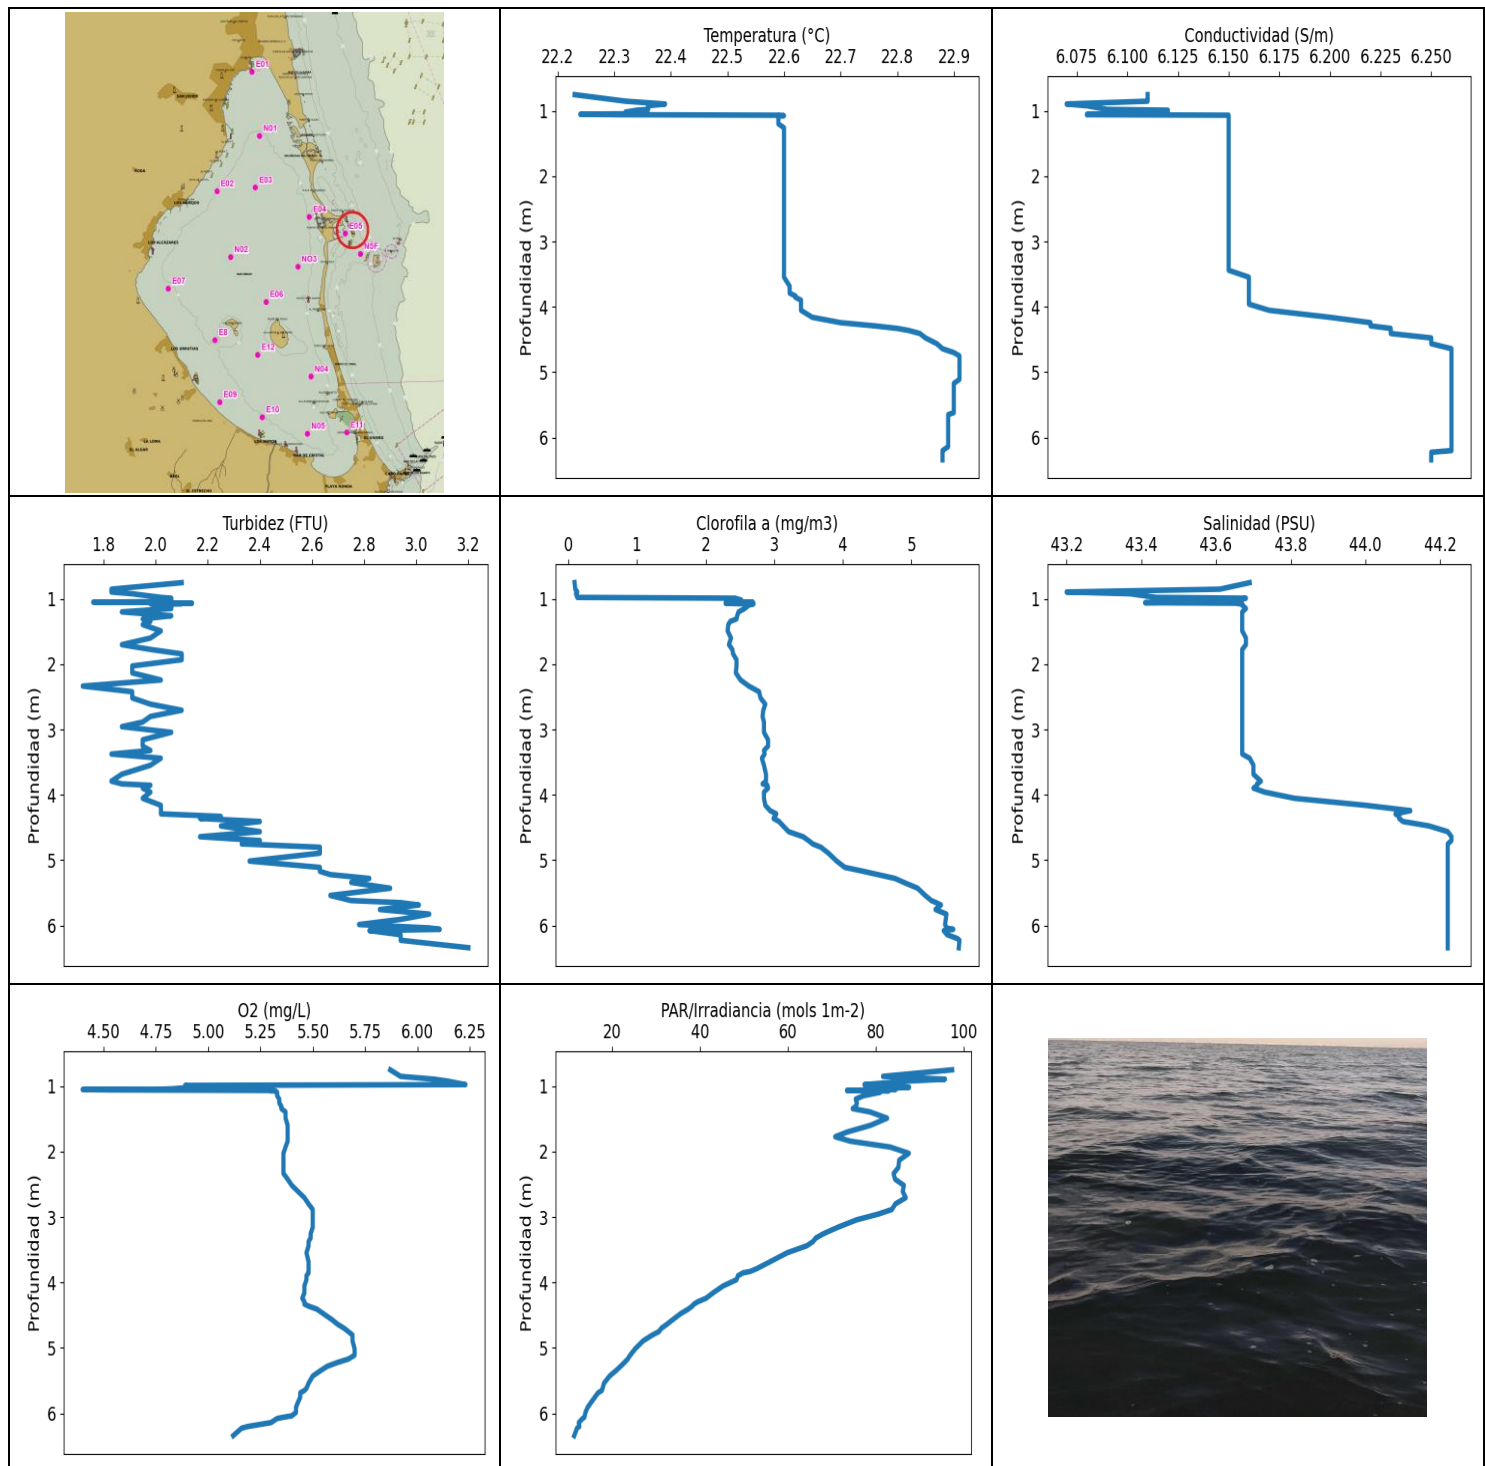 E01
N01
E02
E03
E04
E05
N5F
N02
NO3
E07
E06
E8
E12
N04
E09
E10
N05
E11
Temperatura (°C)
22.2 22.3 22.4 22.5 22.6 22.7 22.8 22.9
Profundidad (m)
1
2
3
4
5
6
Conductividad (S/m)
6.075 6.100 6.125 6.150 6.175 6.200 6.225 6.250
Profundidad (m)
1
2
3
4
5
6
Turbidez (FTU)
1.8 2.0 2.2 2.4 2.6 2.8 3.0 3.2
Profundidad (m)
1
2
3
4
5
6
Clorofila a (mg/m3)
0 1 2 3 4 5
Profundidad (m)
1
2
3
4
5
6
Salinidad (PSU)
43.2 43.4 43.6 43.8 44.0 44.2
Profundidad (m)
1
2
3
4
5
6
O2 (mg/L)
4.50 4.75 5.00 5.25 5.50 5.75 6.00 6.25
Profundidad (m)
1
2
3
4
5
6
PAR/Irradiancia (mols 1m-2)
20 40 60 80 100
Profundidad (m)
1
2
3
4
5
6